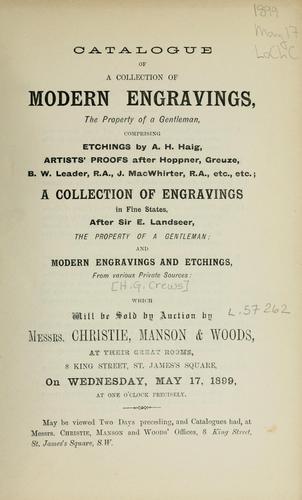 1899
May 17
LoChC
CATALOGUE
OF
A COLLECTION OF
MODERN ENGRAVINGS,
The Property of a Gentleman,
COMPRISING
ETCHINGS by A. H. Haig,
ARTISTS' PROOFS after Hoppner, Greuze,
B. W. Leader, R.A., J. MacWhirter, R.A., etc., etc.;
A COLLECTION OF ENGRAVINGS
in Fine States,
After Sir E. Landseer,
THE PROPERTY OF A GENTLEMAN;
AND
MODERN ENGRAVINGS AND ETCHINGS,
From various Private Sources:
[H. G. Crews]
WHICH
Will be Sold by Auction by
L.57262
MESSRS. CHRISTIE, MANSON & WOODS,
AT THEIR GREAT ROOMS,
8 KING STREET, ST. JAMES'S SQUARE,
On WEDNESDAY, MAY 17, 1899,
AT ONE O'CLOCK PRECISELY.
May be viewed Two Days preceding, and Catalogues had, at
Messrs. CHRISTIE, MANSON and WOODS' Offices, 8 King Street,
St. James's Square, S.W.